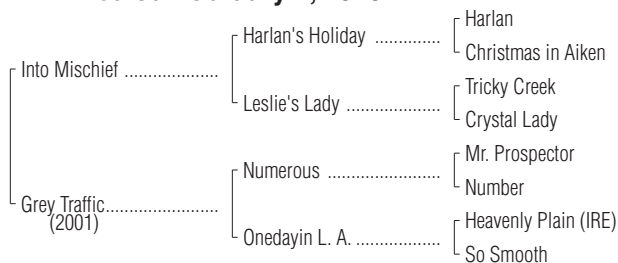 Harlan
Harlan's Holiday ..............
Christmas in Aiken
Into Mischief ....................
Tricky Creek
Leslie's Lady ....................
Crystal Lady
Mr. Prospector
Numerous ........................
Number
Grey Traffic........................
(2001)
Heavenly Plain (IRE)
Onedayin L. A. ..................
So Smooth